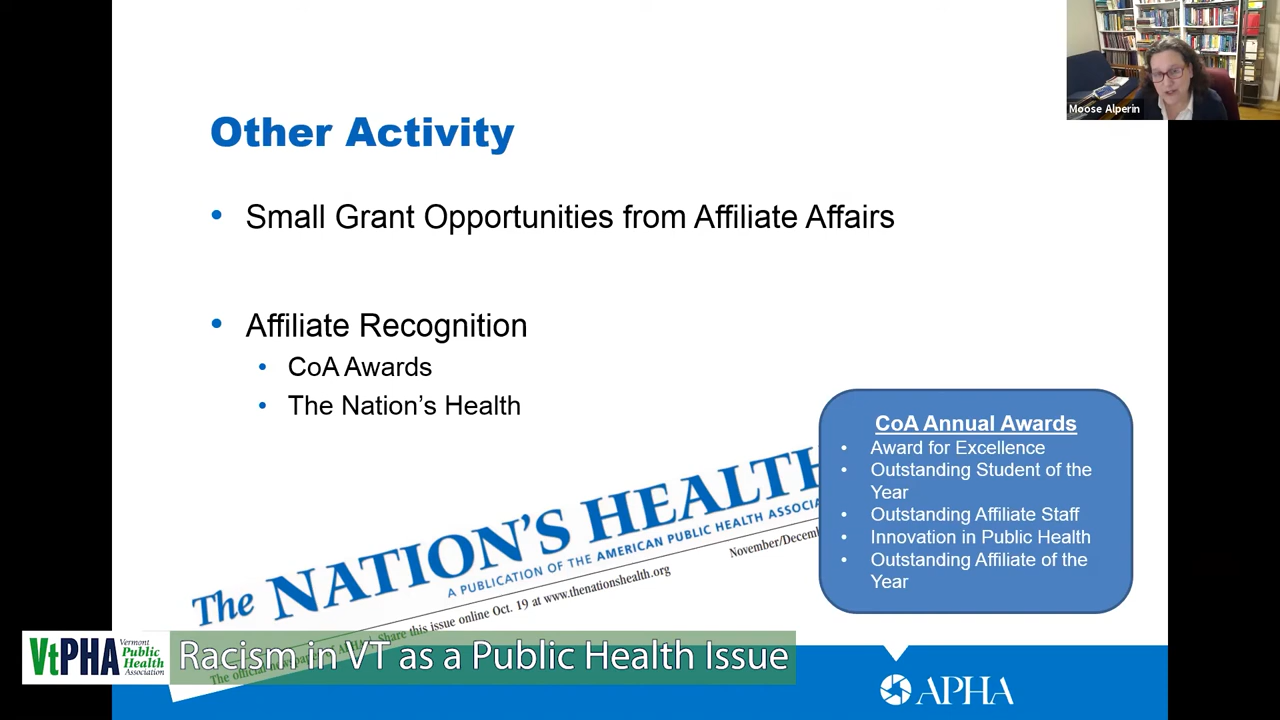 Moose Alperin
Other Activity
• Small Grant Opportunities from Affiliate Affairs
• Affiliate Recognition
• CoA Awards
• The Nation's Health
CoA Annual Awards
• Award for Excellence
• Outstanding Student of the
Year
• Outstanding Affiliate Staff
• Innovation in Public Health
• Outstanding Affiliate of the
Year
The NATION'S HEALTH
A PUBLICATION OF THE AMERICAN PUBLIC HEALTH ASSOCIA
November/Decemb
Share this issue online Oct. 19 at www.thenationshealth.org
The official
VtPHA Vermont
Public
Health
Association
Racism in VT as a Public Health Issue
APHA